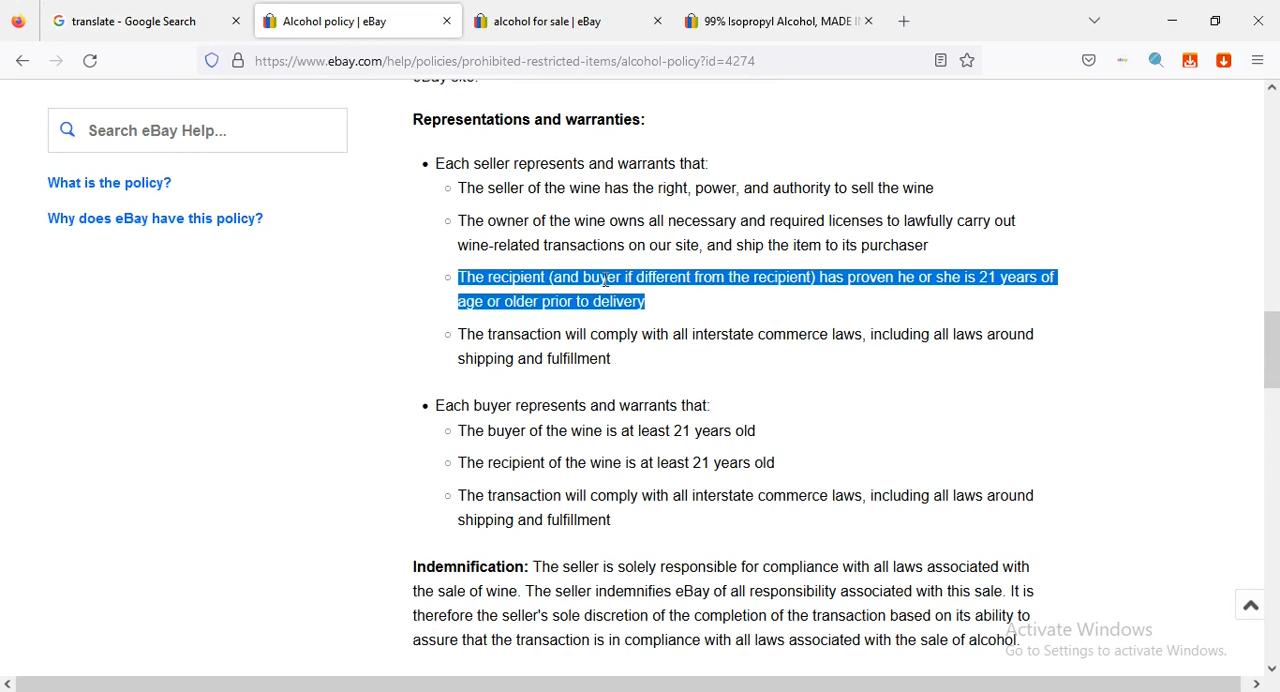 translate - Google Search
Alcohol policy | eBay
alcohol for sale | eBay
99% Isopropyl Alcohol, MADE I
https://www.ebay.com/help/policies/prohibited-restricted-items/alcohol-policy?id=4274
eBay site.
Search eBay Help...
What is the policy?
Why does eBay have this policy?
Representations and warranties:
Each seller represents and warrants that:
The seller of the wine has the right, power, and authority to sell the wine
The owner of the wine owns all necessary and required licenses to lawfully carry out
wine-related transactions on our site, and ship the item to its purchaser
The recipient (and buyer if different from the recipient) has proven he or she is 21 years of
age or older prior to delivery
The transaction will comply with all interstate commerce laws, including all laws around
shipping and fulfillment
Each buyer represents and warrants that:
The buyer of the wine is at least 21 years old
The recipient of the wine is at least 21 years old
The transaction will comply with all interstate commerce laws, including all laws around
shipping and fulfillment
Indemnification: The seller is solely responsible for compliance with all laws associated with
the sale of wine. The seller indemnifies eBay of all responsibility associated with this sale. It is
therefore the seller's sole discretion of the completion of the transaction based on its ability to
assure that the transaction is in compliance with all laws associated with the sale of alcohol.
Activate Windows
Go to Settings to activate Windows.